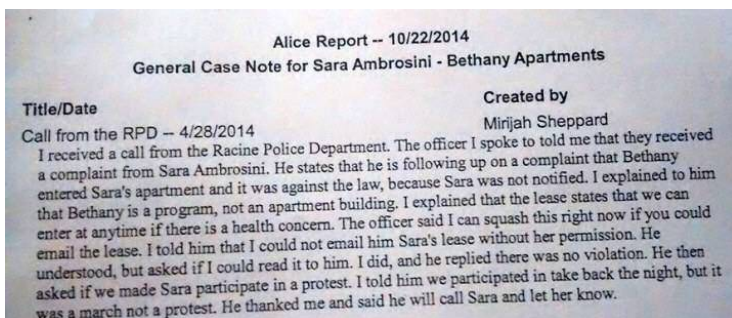 Alice Report -- 10/22/2014
General Case Note for Sara Ambrosini - Bethany Apartments
Title/Date
Created by
Call from the RPD -- 4/28/2014
Mirijah Sheppard
I received a call from the Racine Police Department. The officer I spoke to told me that they received
a complaint from Sara Ambrosini. He states that he is following up on a complaint that Bethany
entered Sara's apartment and it was against the law, because Sara was not notified. I explained to him
that Bethany is a program, not an apartment building. I explained that the lease states that we can
enter at anytime if there is a health concern. The officer said I can squash this right now if you could
email the lease. I told him that I could not email him Sara's lease without her permission. He
understood, but asked if I could read it to him. I did, and he replied there was no violation. He then
asked if we made Sara participate in a protest. I told him we participated in take back the night, but it
was a march not a protest. He thanked me and said he will call Sara and let her know.